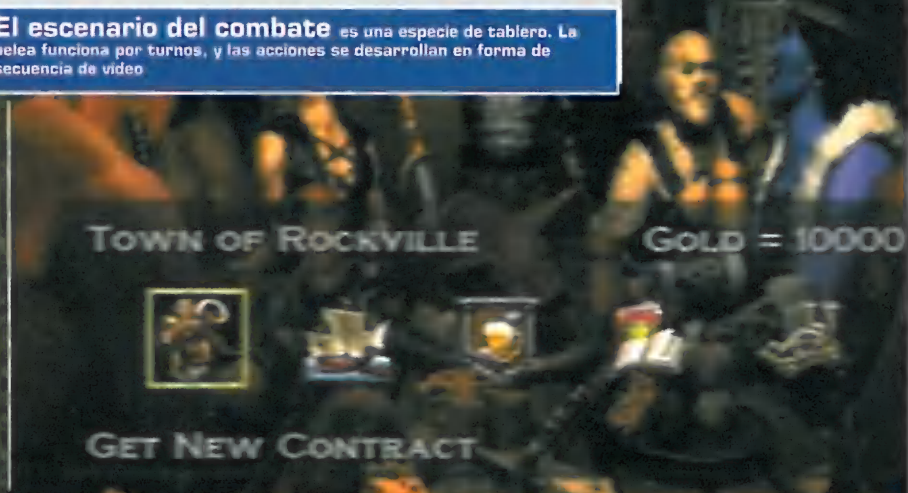 El escenario del combate es una especie de tablero. La
pelea funciona por turnos, y las acciones se desarrollan en forma de
secuencia de video
TOWN OF ROCKVILLE
GOLD = 10000
GET NEW CONTRACT